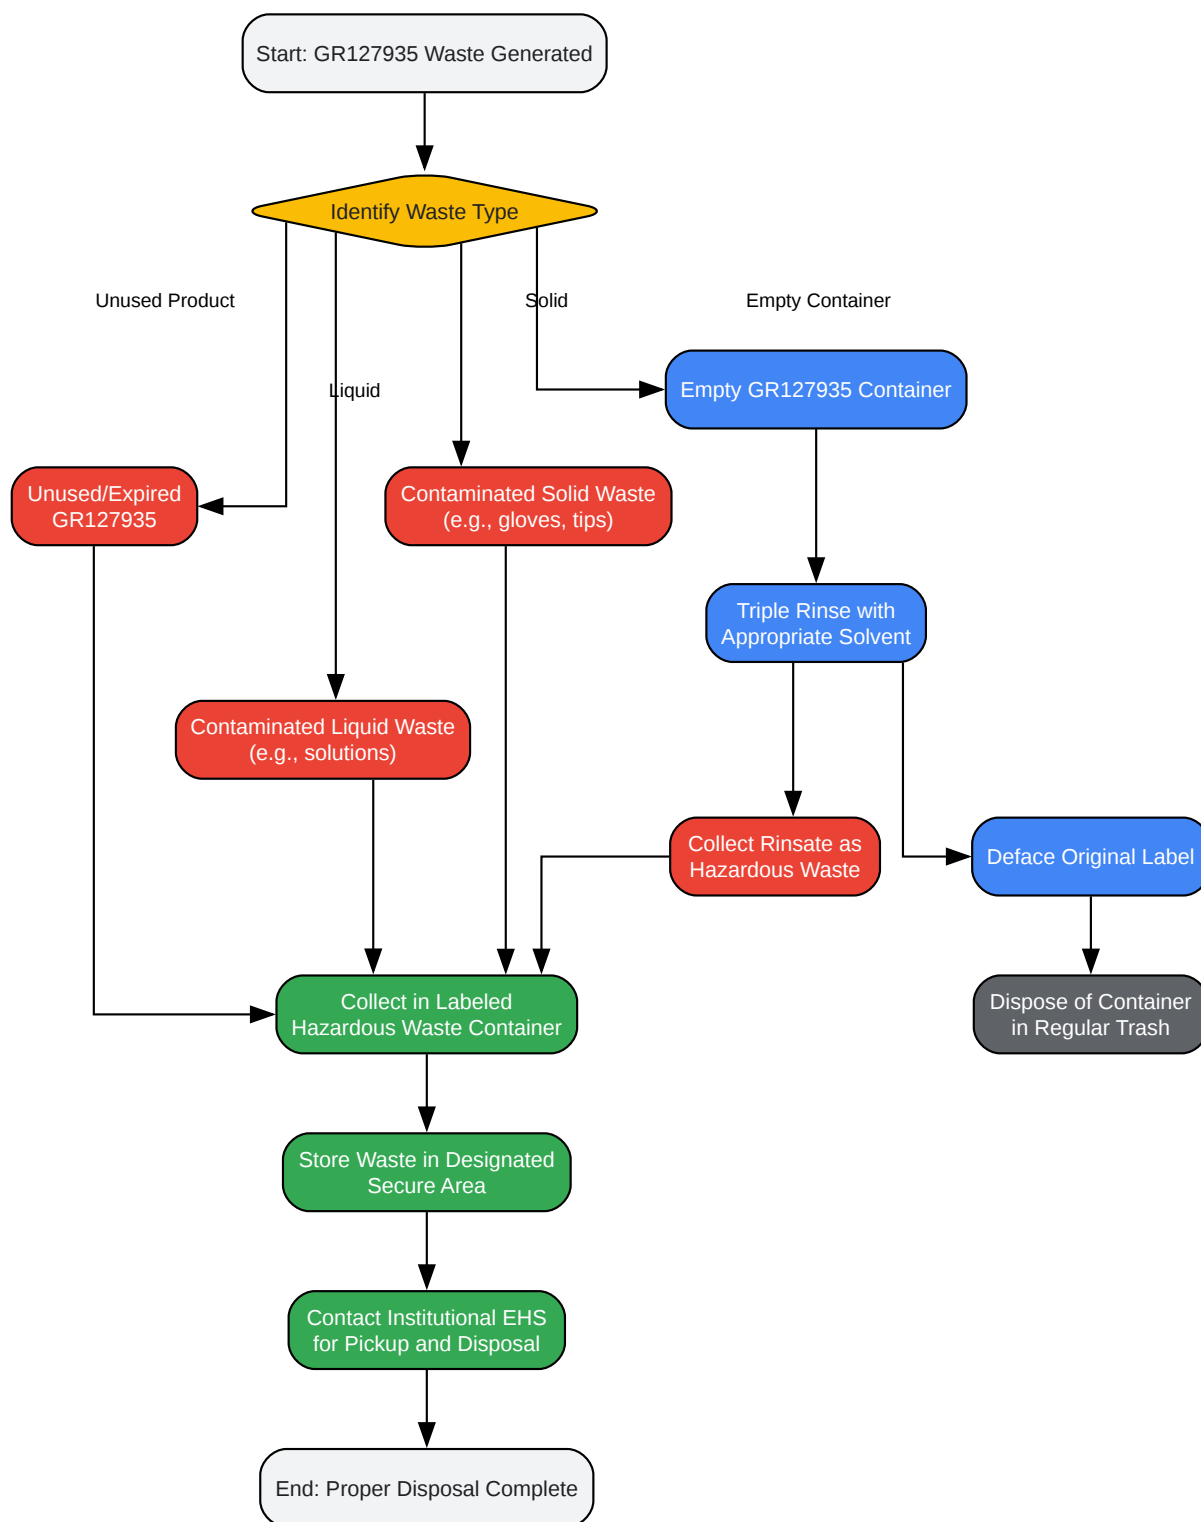 Start: GR127935 Waste Generated
Identify Waste Type
Unused Product
Solid
Empty Container
Liquid
Empty GR127935 Container
Unused/Expired
GR127935
Contaminated Solid Waste
(e.g., gloves, tips)
Triple Rinse with
Appropriate Solvent
Contaminated Liquid Waste
(e.g., solutions)
Collect Rinsate as
Hazardous Waste
Deface Original Label
Collect in Labeled
Hazardous Waste Container
Dispose of Container
in Regular Trash
Store Waste in Designated
Secure Area
Contact Institutional EHS
for Pickup and Disposal
End: Proper Disposal Complete